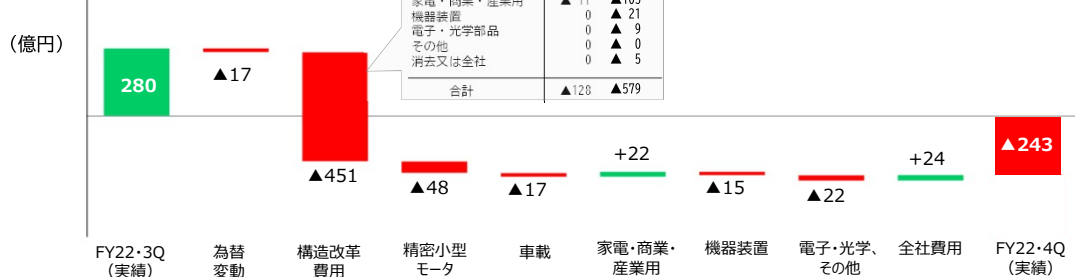 家電・商業・産業用 ▲ 11 ▲105
機器装置 0 ▲ 21
電子・光学部品 0 ▲ 9
その他 0 ▲ 0
消去又は全社 0 ▲ 5
合計 ▲128 ▲579
(億円)
280
▲17
▲451
▲48
▲17
+22
▲15
▲22
+24
▲243
FY22・3Q
(実績)
為替
変動
構造改革
費用
精密小型
モータ
車載
家電・商業・
産業用
機器装置
電子・光学、
その他
全社費用
FY22・4Q
(実績)